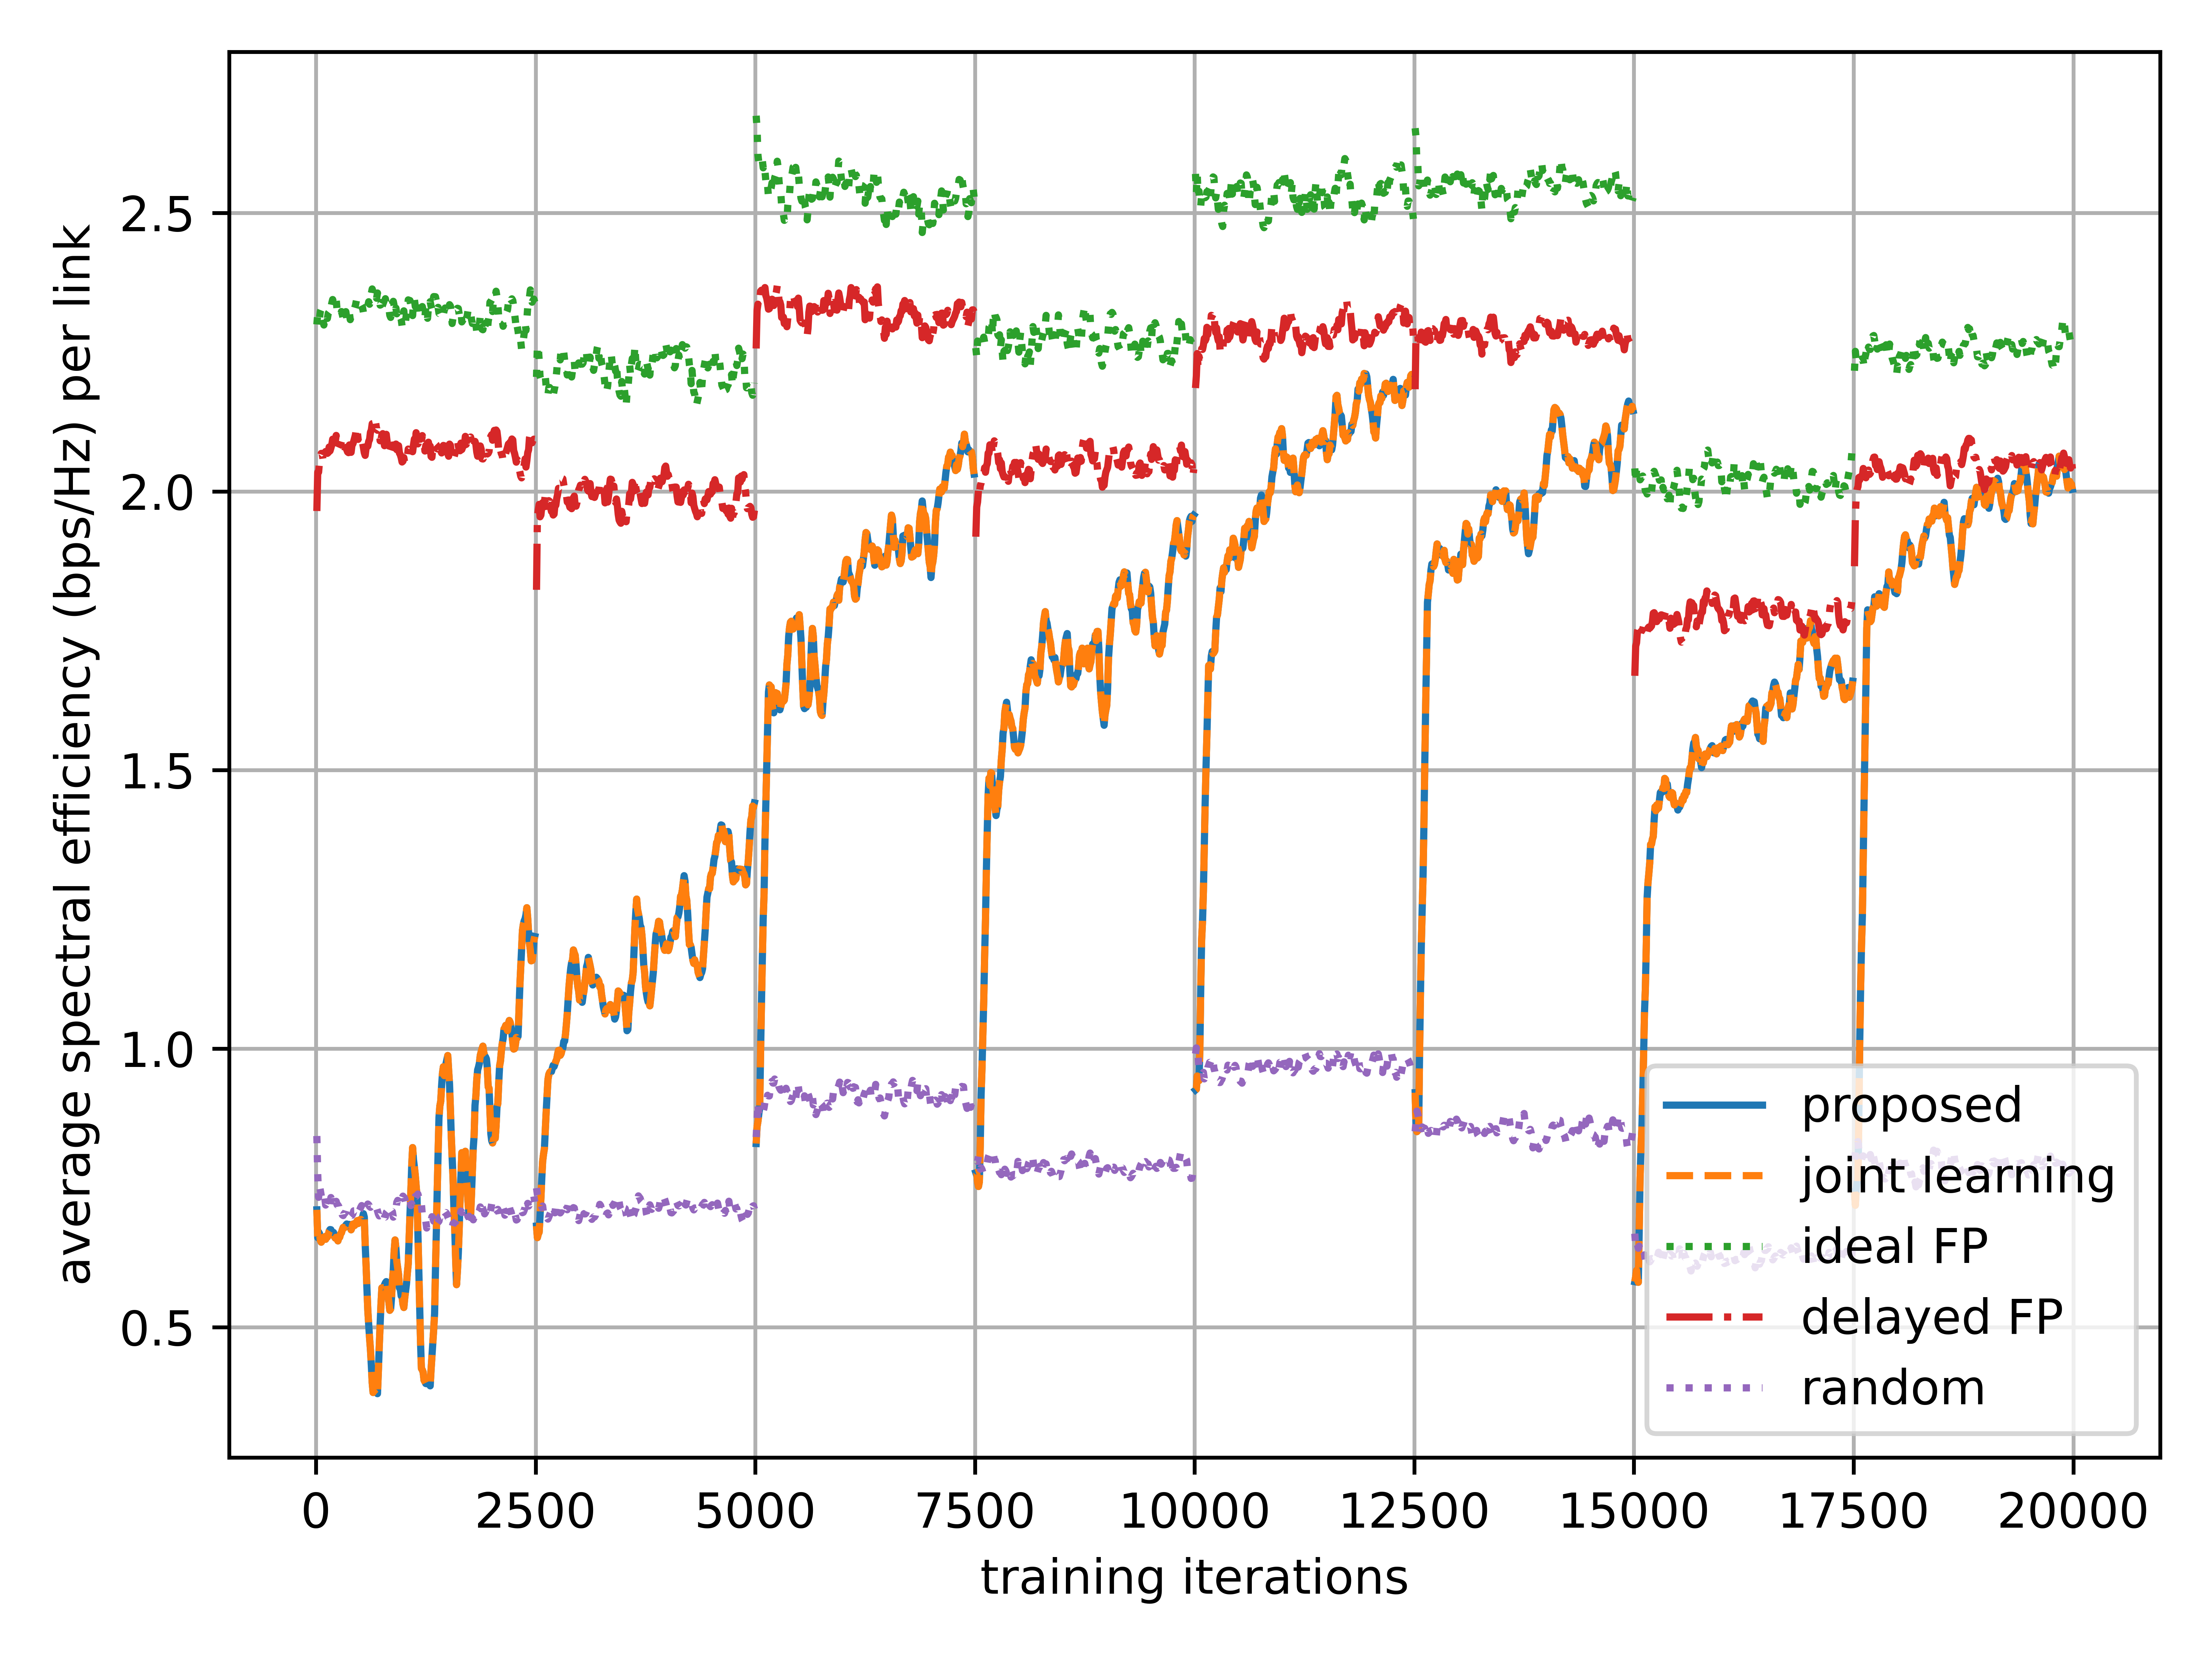 average spectral efficiency (bps/Hz) per link
2.5
2.0
1.5
1.0
0.5
proposed
joint learning
ideal FP
delayed FP
random
0 2500 5000 7500 10000 12500 15000 17500 20000
training iterations